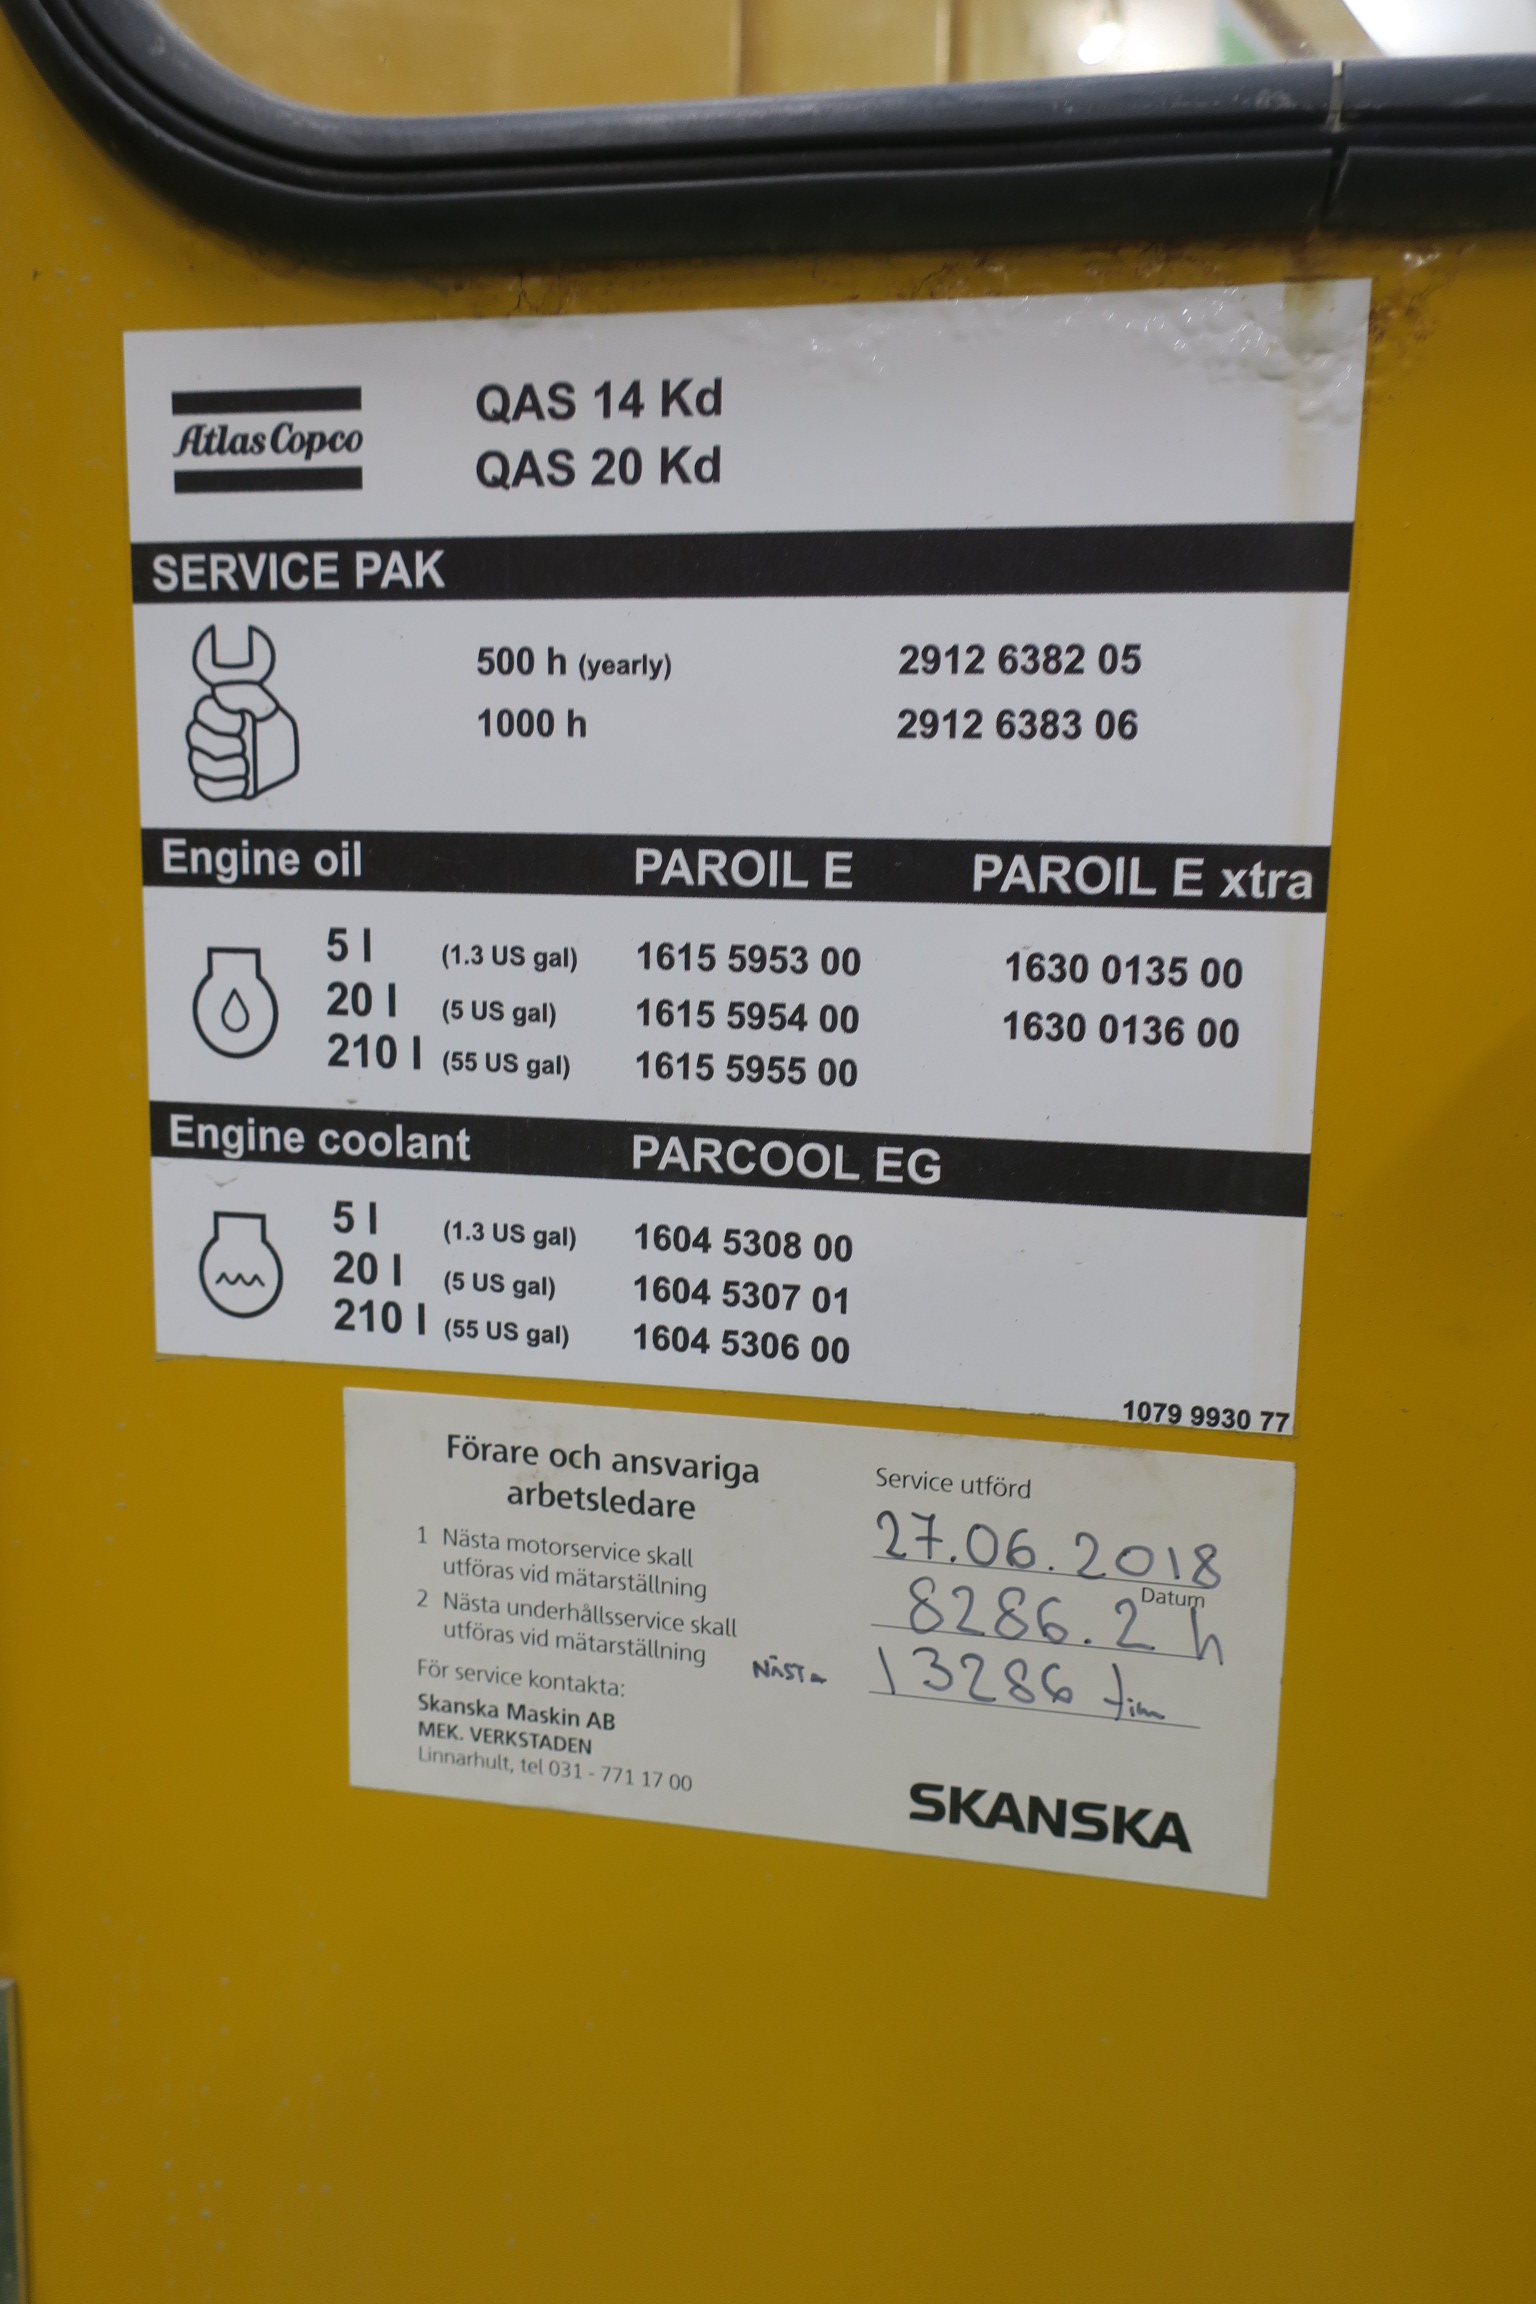 Atlas Copco
QAS 14 Kd
QAS 20 Kd
SERVICE PAK
500 h (yearly) 2912 6382 05
1000 h 2912 6383 06
Engine oil PAROIL E PAROIL E xtra
5 l (1.3 US gal) 1615 5953 00 1630 0135 00
20 l (5 US gal) 1615 5954 00 1630 0136 00
210 l (55 US gal) 1615 5955 00
Engine coolant PARCOOL EG
5 l (1.3 US gal) 1604 5308 00
20 l (5 US gal) 1604 5307 01
210 l (55 US gal) 1604 5306 00
1079 9930 77
Förare och ansvariga
arbetsledare
1 Nästa motorservice skall
utföras vid mätarställning
2 Nästa underhållsservice skall
utföras vid mätarställning
För service kontakta:
Skanska Maskin AB
MEK. VERKSTADEN
Linnarhult, tel 031 - 771 17 00
Service utförd
27.06.2018
Datum
8286.2 h
NÄSTA 13286 tim
SKANSKA